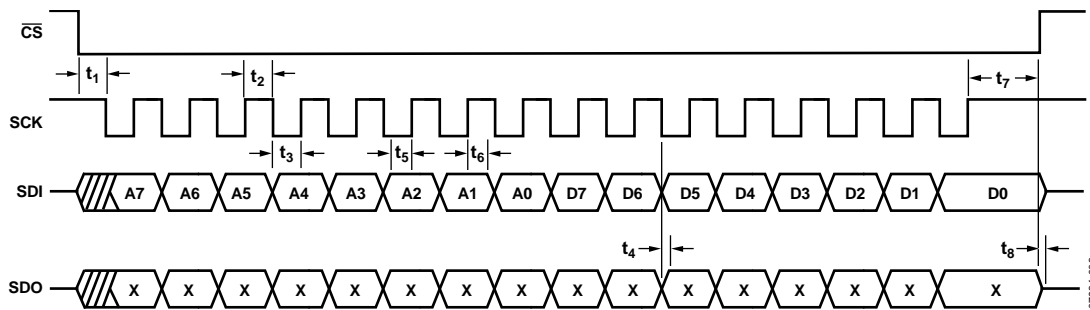 CS
t1 t2 t7
SCK
t3 t5 t6
SDI A7 A6 A5 A4 A3 A2 A1 A0 D7 D6 D5 D4 D3 D2 D1 D0
t4 t8
SDO X X X X X X X X X X X X X X X X